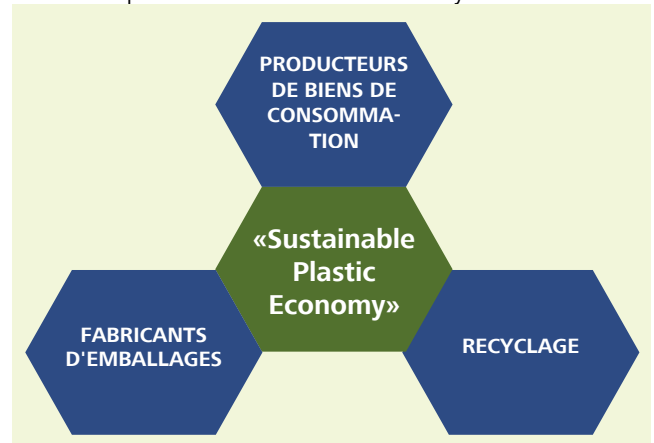 PRODUCTEURS
DE BIENS DE
CONSOMMA-
TION
«Sustainable
Plastic
Economy»
FABRICANTS
D'EMBALLAGES
RECYCLAGE